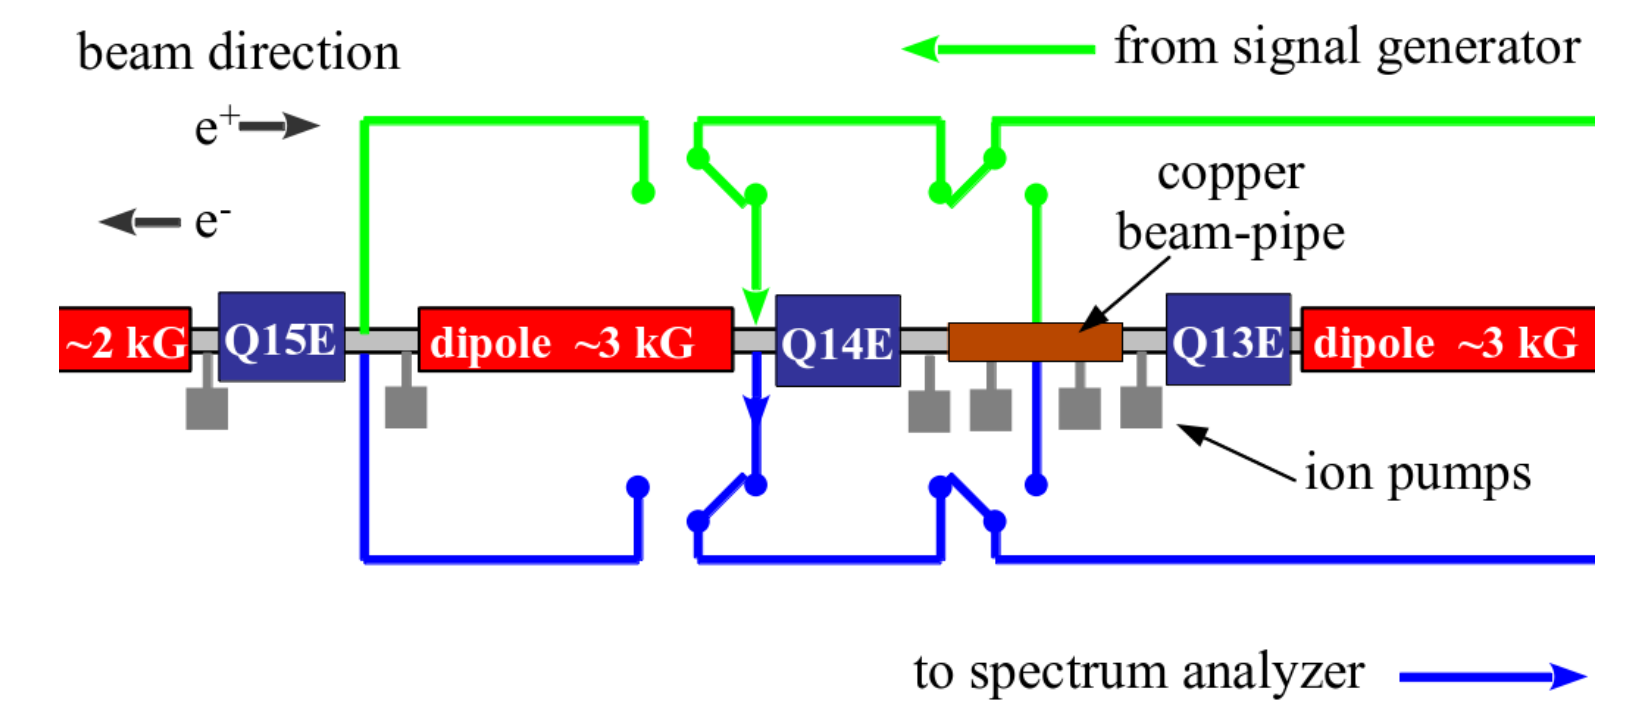 beam direction
from signal generator
e+
copper
beam-pipe
e-
~2 kG
Q15E
dipole ~3 kG
Q14E
Q13E
dipole ~3 kG
ion pumps
to spectrum analyzer